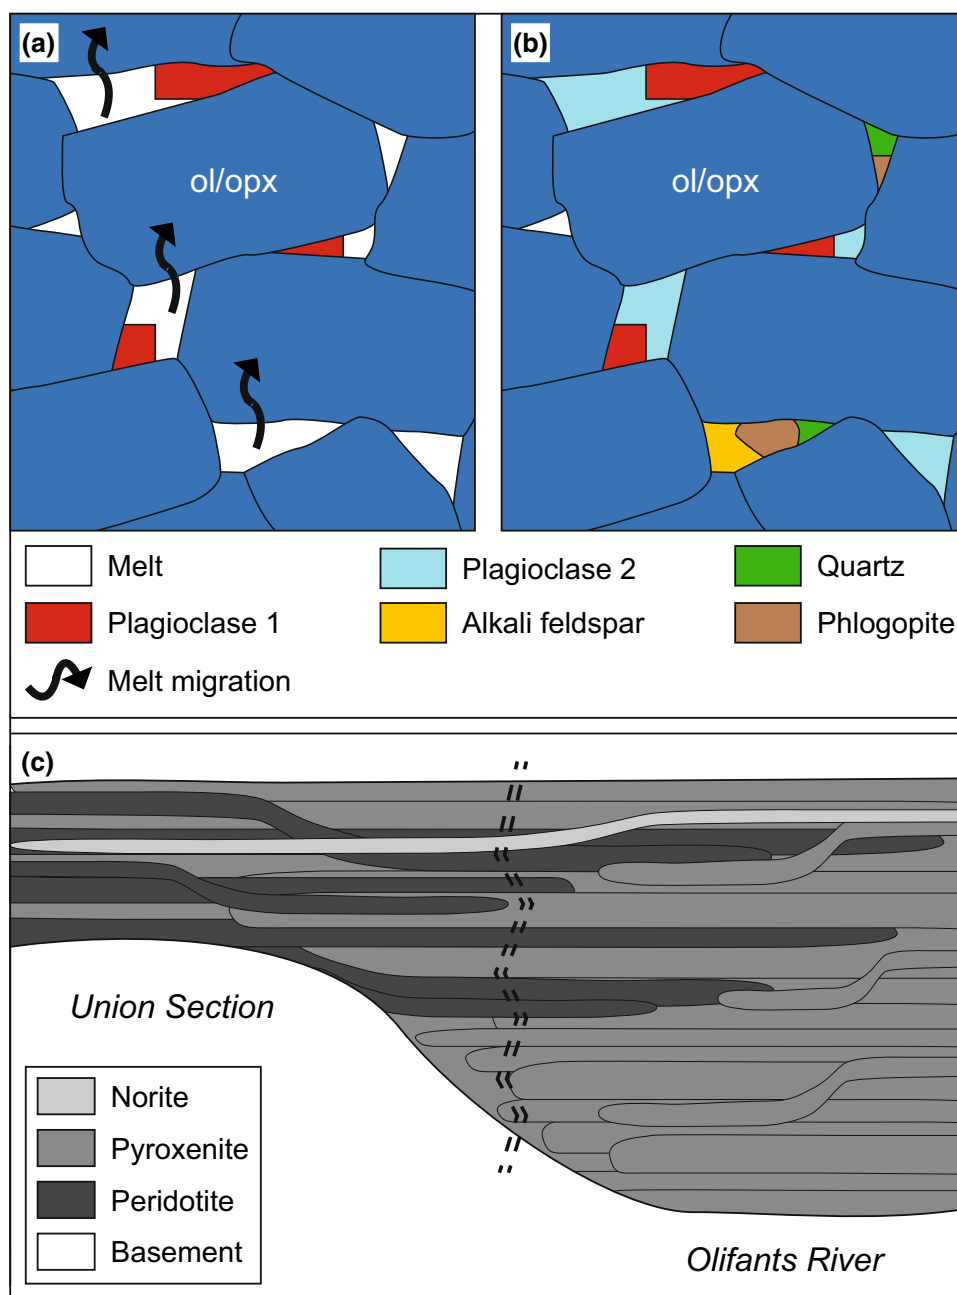 (a)
(b)
ol/opx
ol/opx
Melt
Plagioclase 2
Quartz
Plagioclase 1
Alkali feldspar
Phlogopite
Melt migration
(c)
Union Section
Norite
Pyroxenite
Peridotite
Basement
Olifants River